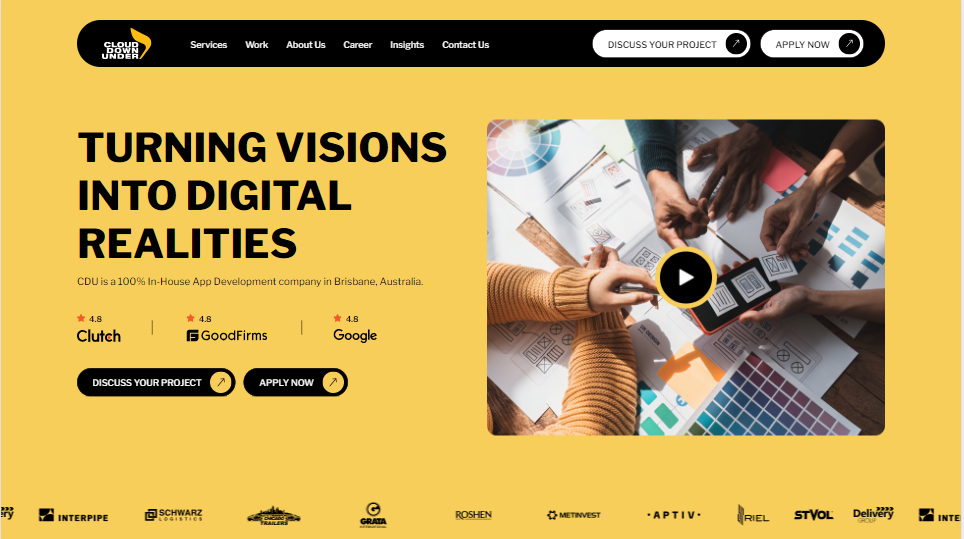 CLOUD
DOWN
UNDER
Services Work About Us Career Insights Contact Us
DISCUSS YOUR PROJECT APPLY NOW
TURNING VISIONS
INTO DIGITAL
REALITIES
CDU is a 100% In-House App Development company in Brisbane, Australia.
4.8 4.8 4.8
Clutch GoodFirms Google
DISCUSS YOUR PROJECT APPLY NOW
ery INTERPIPE SCHWARZ LOGISTICS CHICAGO TRAILERS GRATA INTERNATIONAL ROSHEN METINVEST · A P T I V · RIEL STVOL Delivery GROUP INTE